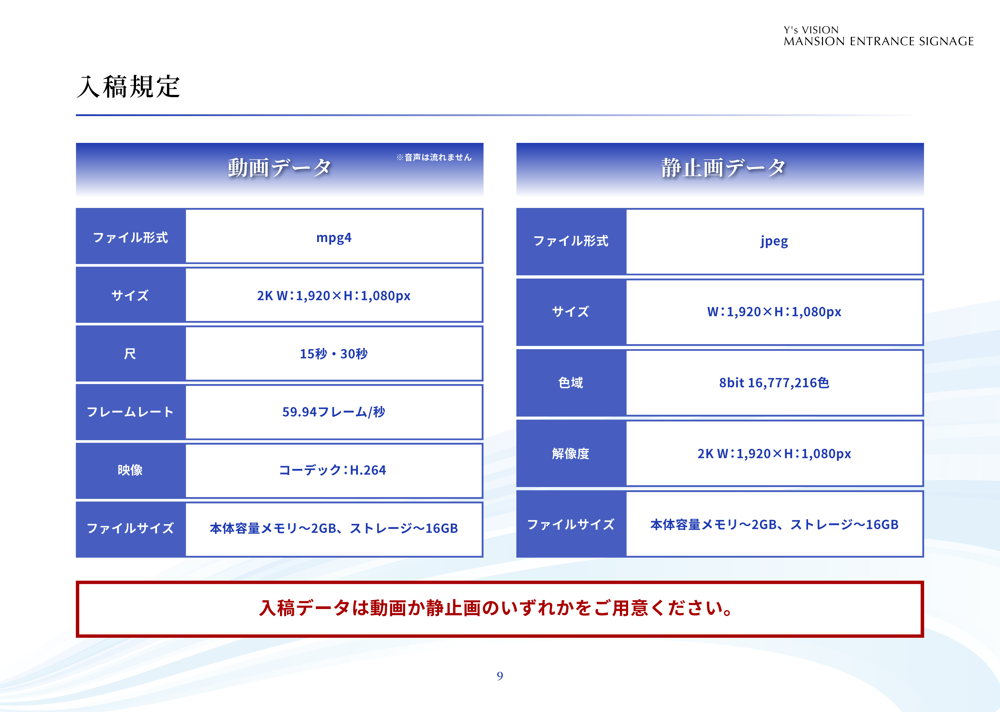 Y's VISION
MANSION ENTRANCE SIGNAGE
入稿規定
動画データ
※音声は流れません
ファイル形式
mpg4
サイズ
2K W：1,920×H：1,080px
尺
15秒・30秒
フレームレート
59.94フレーム/秒
映像
コーデック：H.264
ファイルサイズ
本体容量メモリ～2GB、ストレージ～16GB
静止画データ
ファイル形式
jpeg
サイズ
W：1,920×H：1,080px
色域
8bit 16,777,216色
解像度
2K W：1,920×H：1,080px
ファイルサイズ
本体容量メモリ～2GB、ストレージ～16GB
入稿データは動画か静止画のいずれかをご用意ください。
9